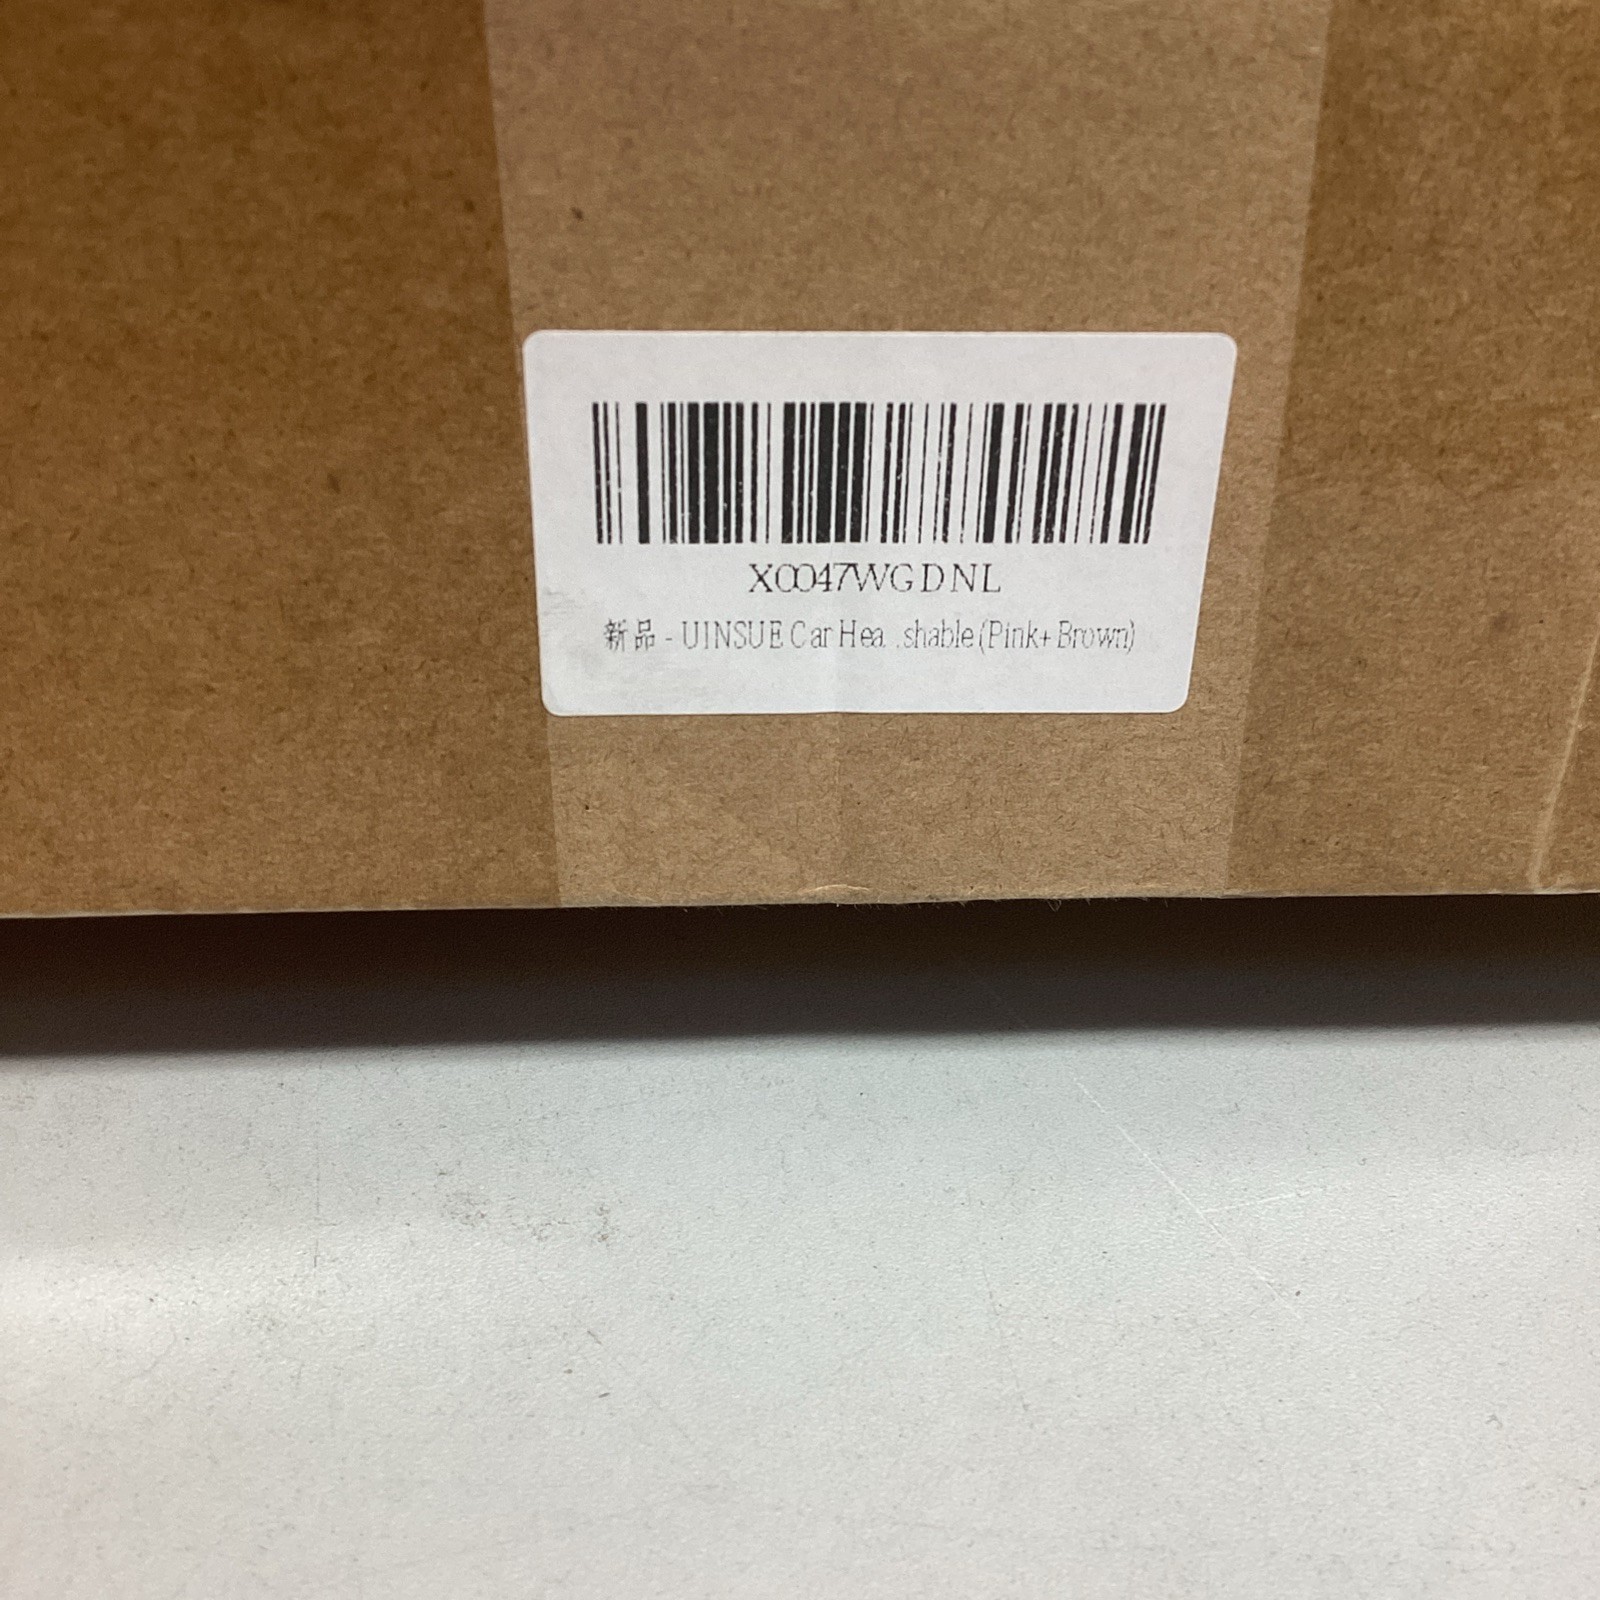 X0047WGDNL
新品 - UINSUE Car Hea...shable(Pink+Brown)